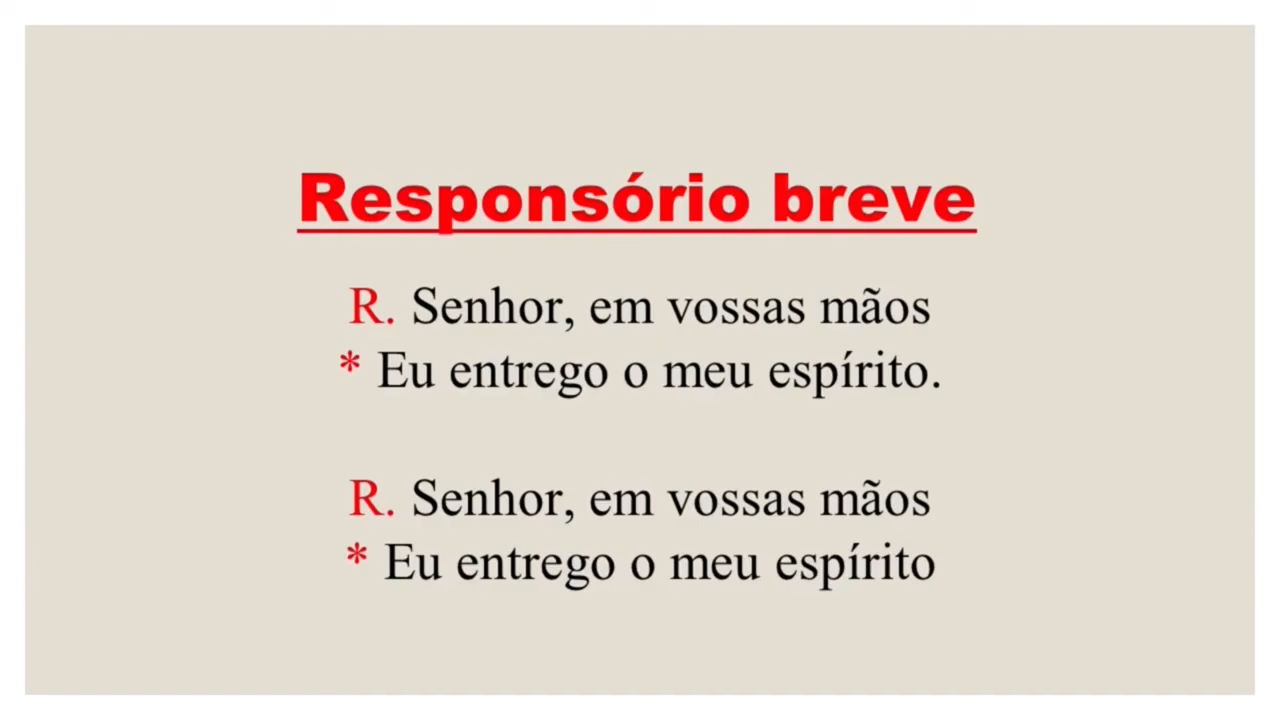 Responsório breve
R. Senhor, em vossas mãos
* Eu entrego o meu espírito.
R. Senhor, em vossas mãos
* Eu entrego o meu espírito